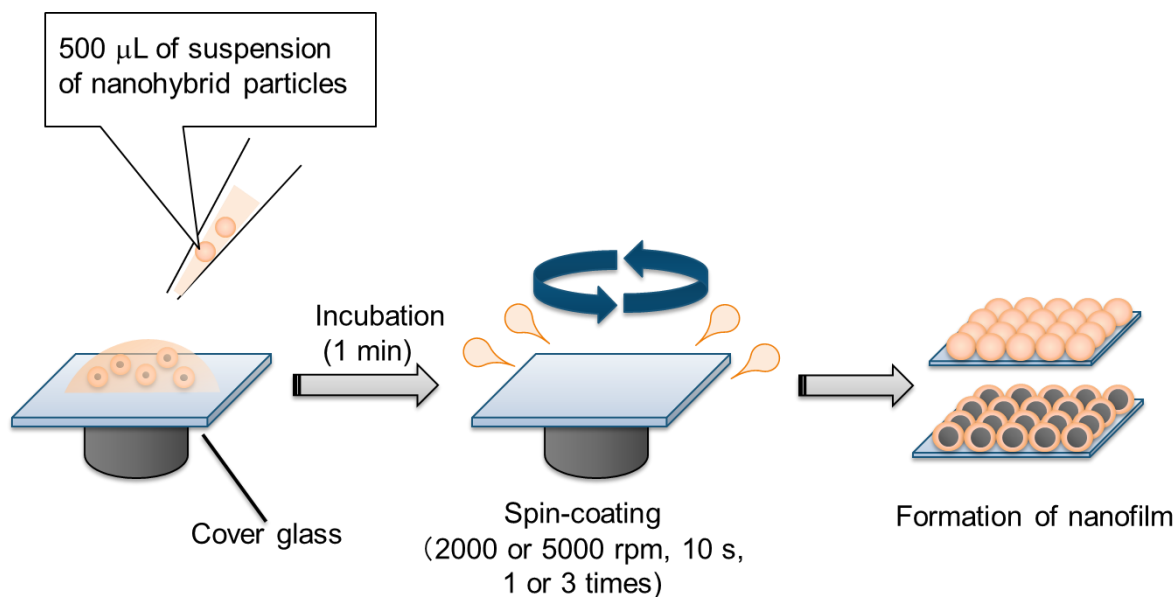 500 μL of suspension
of nanohybrid particles
Incubation
(1 min)
Cover glass
Spin-coating
（2000 or 5000 rpm, 10 s,
1 or 3 times)
Formation of nanofilm